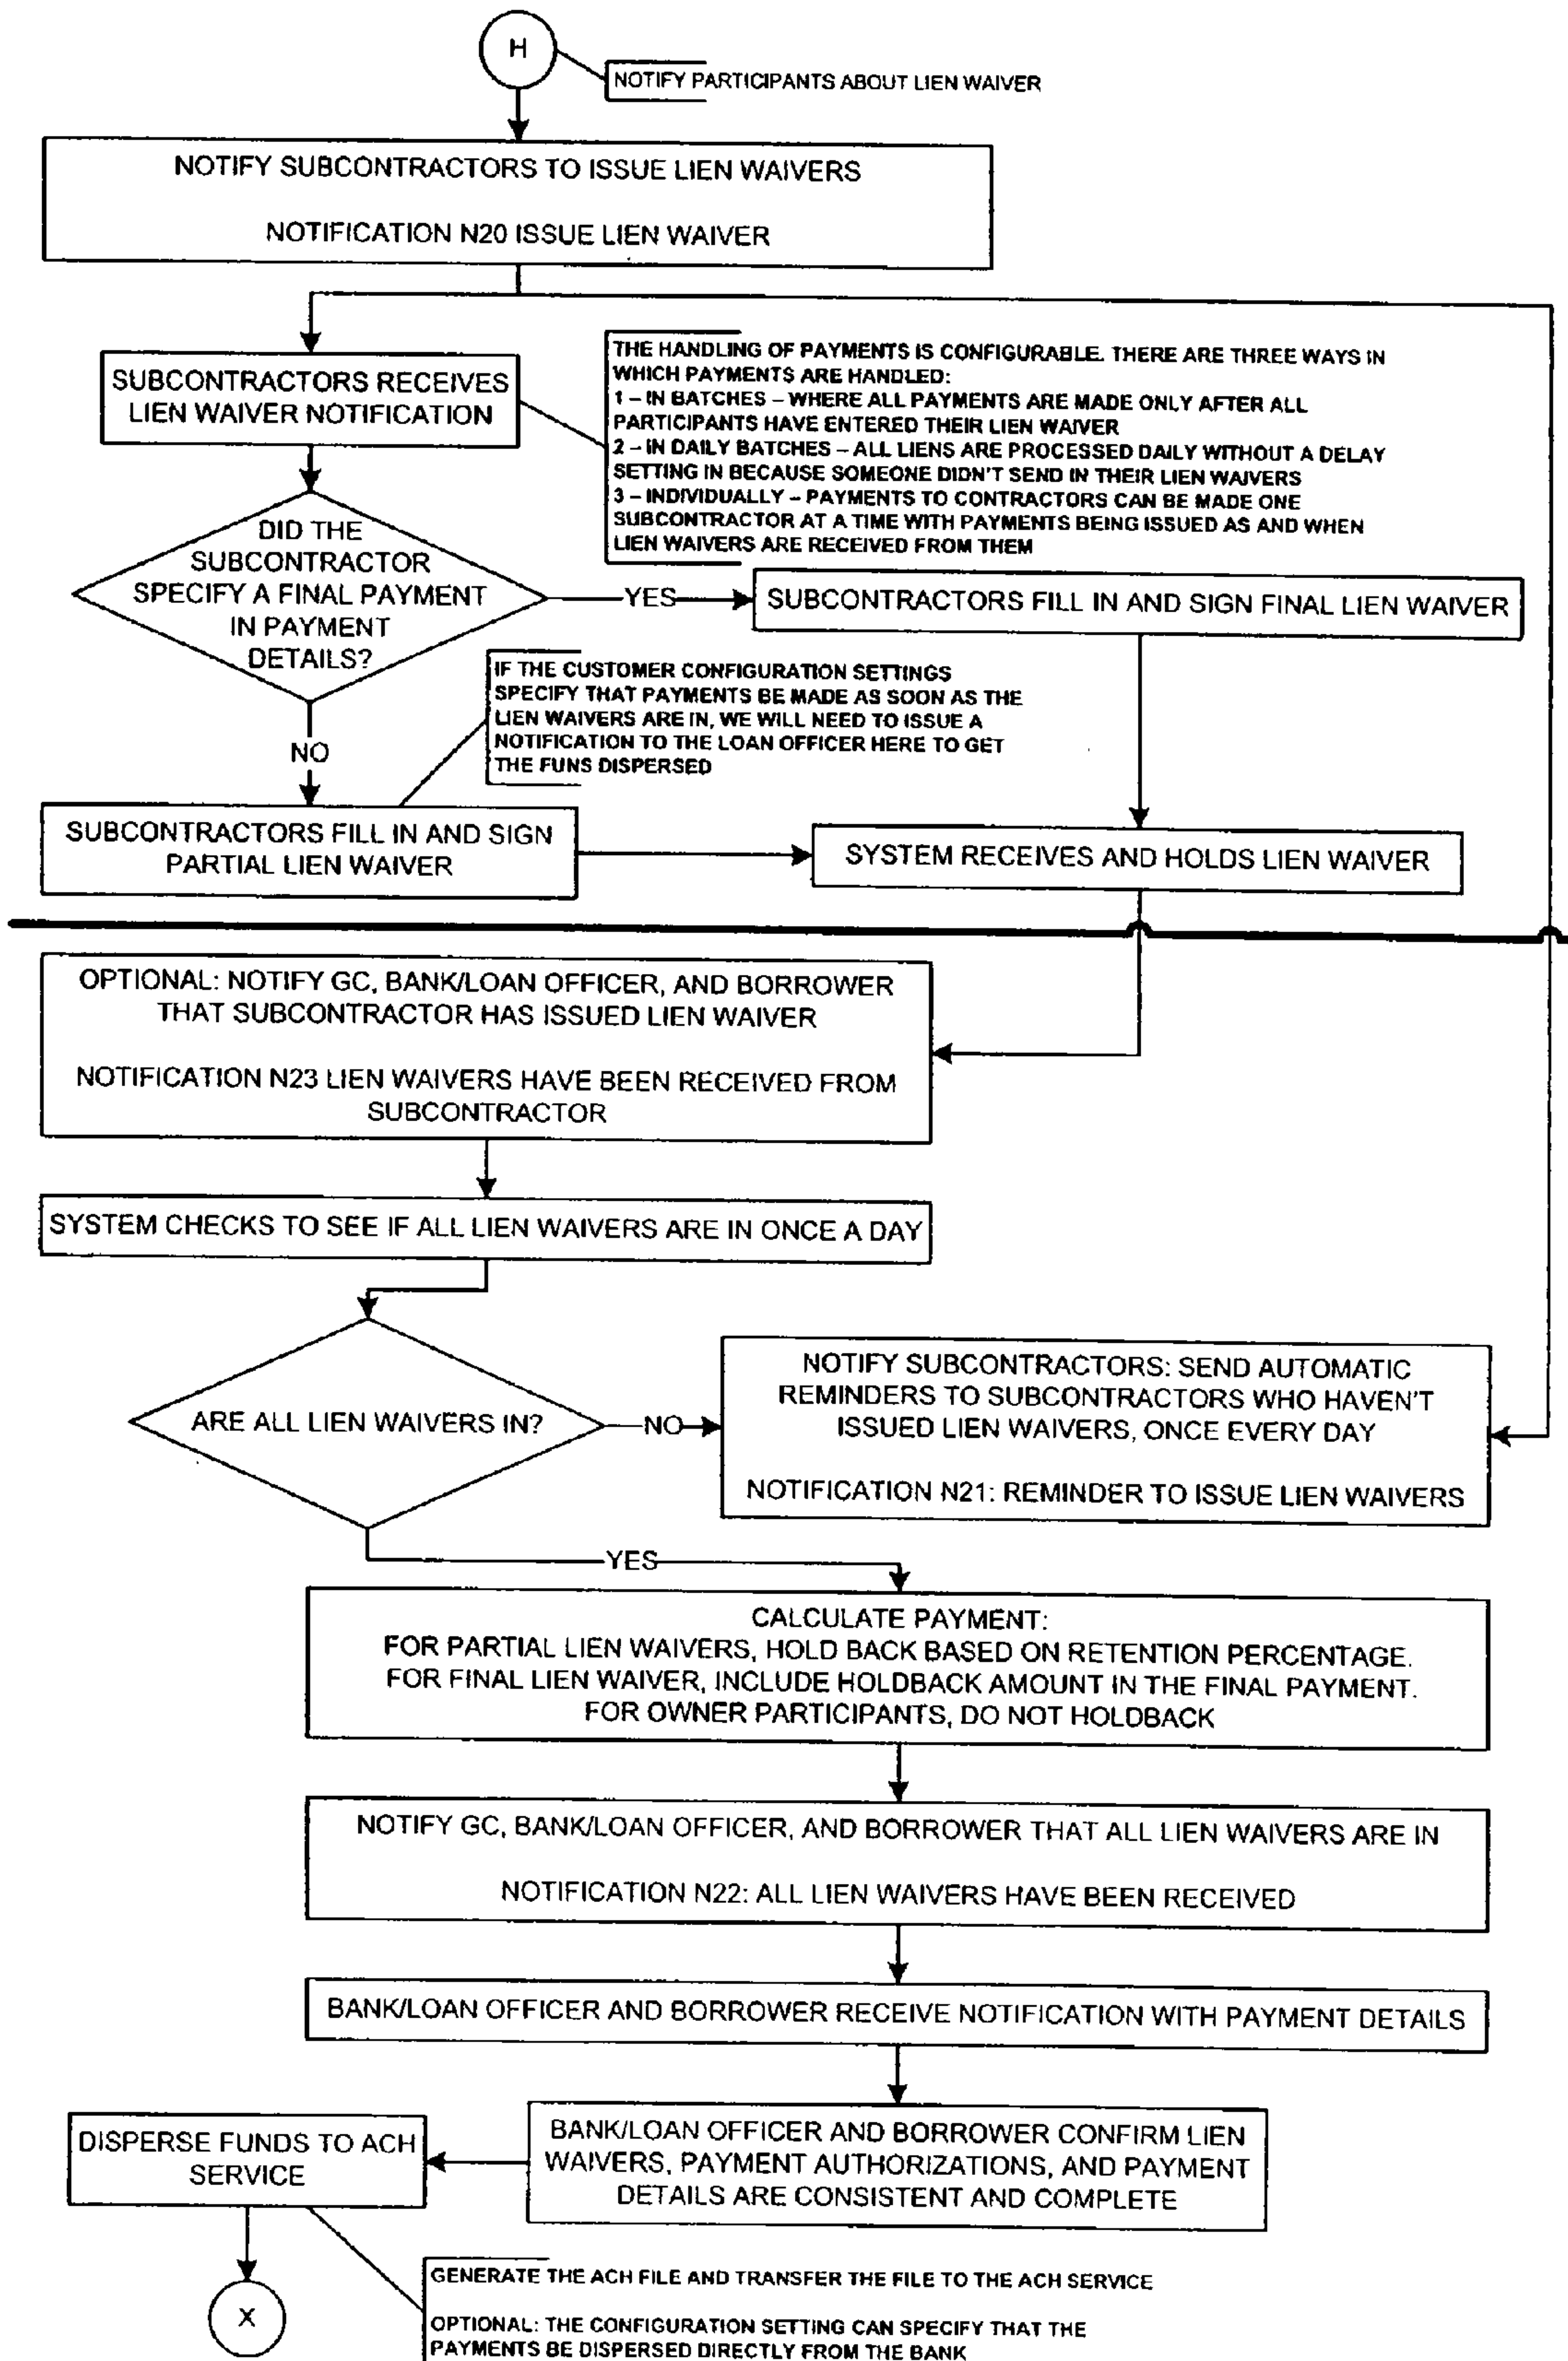 H
NOTIFY PARTICIPANTS ABOUT LIEN WAIVER
NOTIFY SUBCONTRACTORS TO ISSUE LIEN WAIVERS
NOTIFICATION N20 ISSUE LIEN WAIVER
SUBCONTRACTORS RECEIVES
LIEN WAIVER NOTIFICATION
THE HANDLING OF PAYMENTS IS CONFIGURABLE. THERE ARE THREE WAYS IN
WHICH PAYMENTS ARE HANDLED:
1 – IN BATCHES – WHERE ALL PAYMENTS ARE MADE ONLY AFTER ALL
PARTICIPANTS HAVE ENTERED THEIR LIEN WAIVER
2 – IN DAILY BATCHES – ALL LIENS ARE PROCESSED DAILY WITHOUT A DELAY
SETTING IN BECAUSE SOMEONE DIDN'T SEND IN THEIR LIEN WAIVERS
3 – INDIVIDUALLY – PAYMENTS TO CONTRACTORS CAN BE MADE ONE
SUBCONTRACTOR AT A TIME WITH PAYMENTS BEING ISSUED AS AND WHEN
LIEN WAIVERS ARE RECEIVED FROM THEM
DID THE
SUBCONTRACTOR
SPECIFY A FINAL PAYMENT
IN PAYMENT
DETAILS?
YES
SUBCONTRACTORS FILL IN AND SIGN FINAL LIEN WAIVER
IF THE CUSTOMER CONFIGURATION SETTINGS
SPECIFY THAT PAYMENTS BE MADE AS SOON AS THE
LIEN WAIVERS ARE IN, WE WILL NEED TO ISSUE A
NOTIFICATION TO THE LOAN OFFICER HERE TO GET
THE FUNS DISPERSED
NO
SUBCONTRACTORS FILL IN AND SIGN
PARTIAL LIEN WAIVER
SYSTEM RECEIVES AND HOLDS LIEN WAIVER
OPTIONAL: NOTIFY GC, BANK/LOAN OFFICER, AND BORROWER
THAT SUBCONTRACTOR HAS ISSUED LIEN WAIVER
NOTIFICATION N23 LIEN WAIVERS HAVE BEEN RECEIVED FROM
SUBCONTRACTOR
SYSTEM CHECKS TO SEE IF ALL LIEN WAIVERS ARE IN ONCE A DAY
ARE ALL LIEN WAIVERS IN?
NO
NOTIFY SUBCONTRACTORS: SEND AUTOMATIC
REMINDERS TO SUBCONTRACTORS WHO HAVEN'T
ISSUED LIEN WAIVERS, ONCE EVERY DAY
NOTIFICATION N21: REMINDER TO ISSUE LIEN WAIVERS
YES
CALCULATE PAYMENT:
FOR PARTIAL LIEN WAIVERS, HOLD BACK BASED ON RETENTION PERCENTAGE.
FOR FINAL LIEN WAIVER, INCLUDE HOLDBACK AMOUNT IN THE FINAL PAYMENT.
FOR OWNER PARTICIPANTS, DO NOT HOLDBACK
NOTIFY GC, BANK/LOAN OFFICER, AND BORROWER THAT ALL LIEN WAIVERS ARE IN
NOTIFICATION N22: ALL LIEN WAIVERS HAVE BEEN RECEIVED
BANK/LOAN OFFICER AND BORROWER RECEIVE NOTIFICATION WITH PAYMENT DETAILS
BANK/LOAN OFFICER AND BORROWER CONFIRM LIEN
WAIVERS, PAYMENT AUTHORIZATIONS, AND PAYMENT
DETAILS ARE CONSISTENT AND COMPLETE
DISPERSE FUNDS TO ACH
SERVICE
X
GENERATE THE ACH FILE AND TRANSFER THE FILE TO THE ACH SERVICE
OPTIONAL: THE CONFIGURATION SETTING CAN SPECIFY THAT THE
PAYMENTS BE DISPERSED DIRECTLY FROM THE BANK